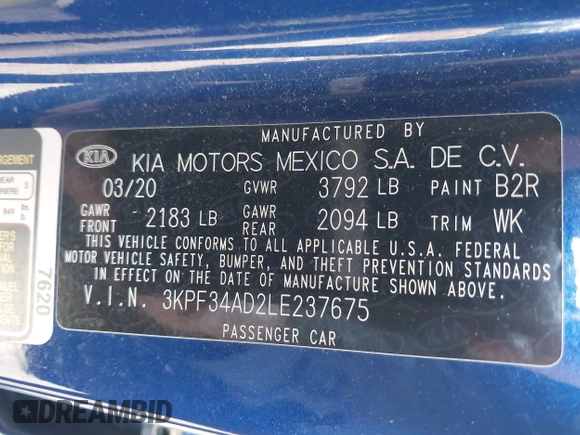 MANUFACTURED BY
KIA KIA MOTORS MEXICO S.A. DE C.V.
03/20 GVWR 3792 LB PAINT B2R
GAWR FRONT 2183 LB GAWR REAR 2094 LB TRIM WK
THIS VEHICLE CONFORMS TO ALL APPLICABLE U.S.A. FEDERAL
MOTOR VEHICLE SAFETY, BUMPER, AND THEFT PREVENTION STANDARDS
IN EFFECT ON THE DATE OF MANUFACTURE SHOWN ABOVE.
V.I.N. 3KPF34AD2LE237675
PASSENGER CAR
7620
DREAMBID